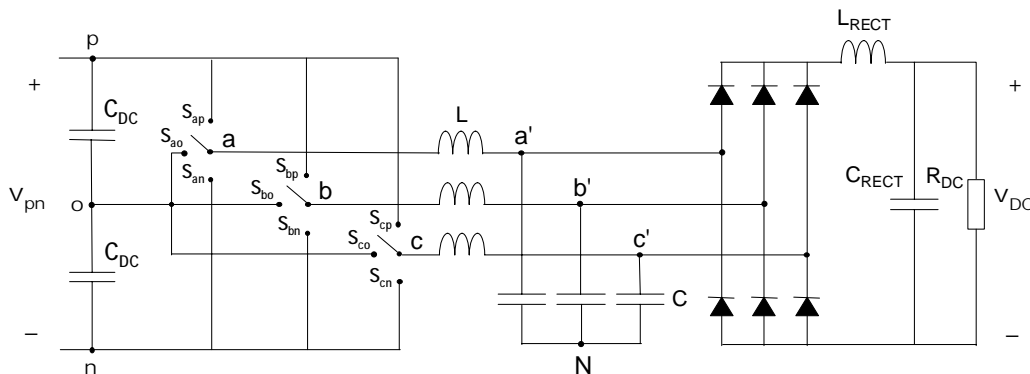 L_RECT
p
+
+
C_DC
S_ap
L
S_ao
a
a'
S_an
S_bp
C_RECT
R_DC
V_pn
o
S_bo
b
b'
V_DC
S_bn
S_cp
C_DC
S_co
c
c'
S_cn
C
−
−
n
N